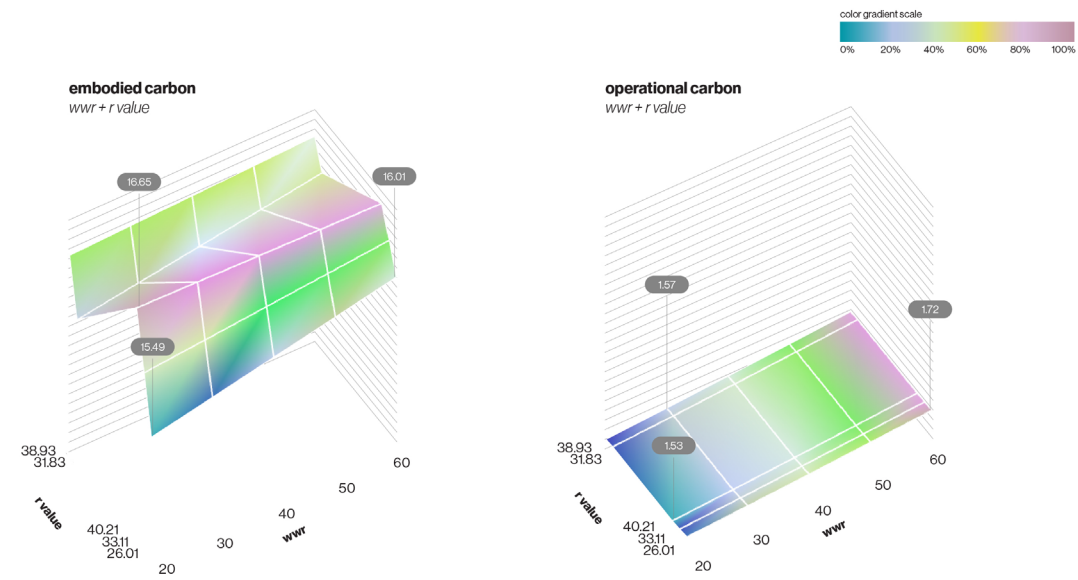 color gradient scale
0% 20% 40% 60% 80% 100%
embodied carbon
wwr + r value
operational carbon
wwr + r value
16.65
16.01
15.49
38.93
31.83
r value
40.21
33.11
26.01
20
30
40
50
60
wwr
1.57
1.72
1.53
38.93
31.83
r value
40.21
33.11
26.01
20
30
40
50
60
wwr